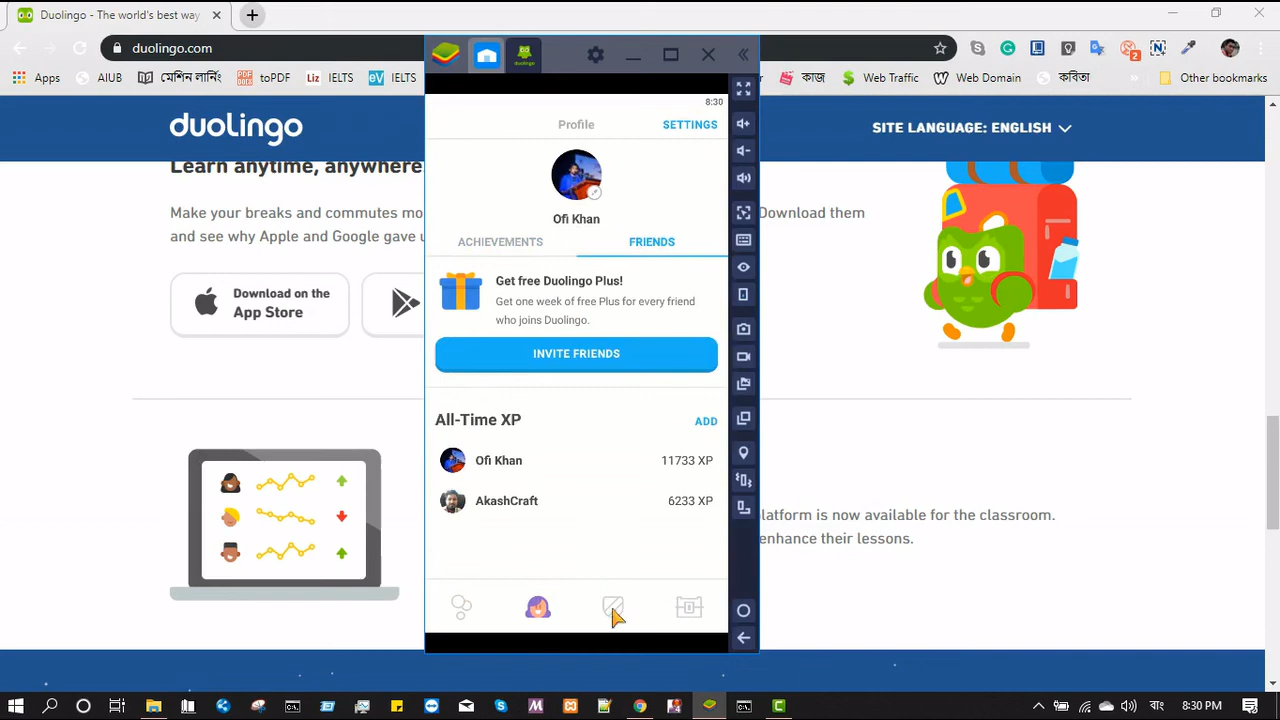 Duolingo - The world's best way
duolingo.com
Apps
AIUB
মেশিন লার্নিং
PDF
toPDF
Liz
IELTS
eV
IELTS
কাজ
Web Traffic
W
Web Domain
কবিতা
Other bookmarks
2
duolingo
SITE LANGUAGE: ENGLISH
Learn anytime, anywhere
Make your breaks and commutes mo
Download them
and see why Apple and Google gave u
Download on the
App Store
platform is now available for the classroom.
enhance their lessons.
8:30
Profile
SETTINGS
Ofi Khan
ACHIEVEMENTS
FRIENDS
Get free Duolingo Plus!
Get one week of free Plus for every friend
who joins Duolingo.
INVITE FRIENDS
All-Time XP
ADD
Ofi Khan
11733 XP
AkashCraft
6233 XP
8:30 PM